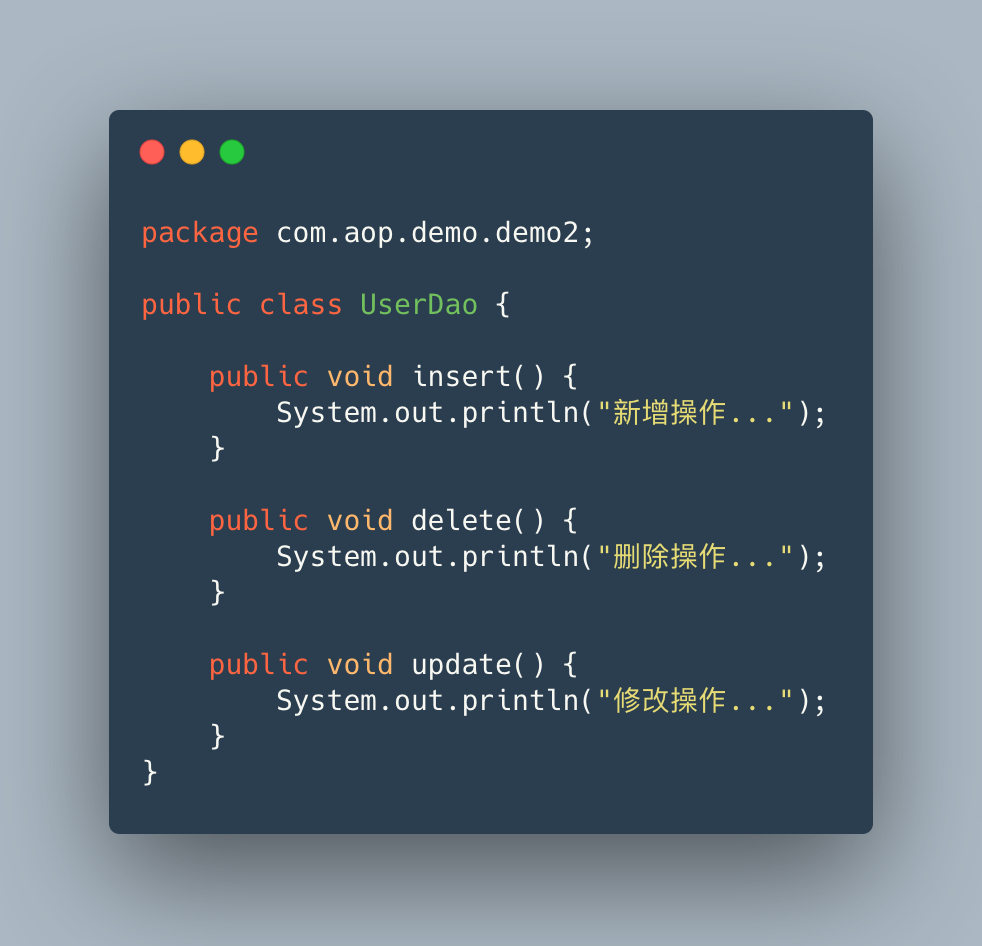 package com.aop.demo.demo2;
public class UserDao {
    public void insert() {
        System.out.println("新增操作...");
    }
    public void delete() {
        System.out.println("删除操作...");
    }
    public void update() {
        System.out.println("修改操作...");
    }
}